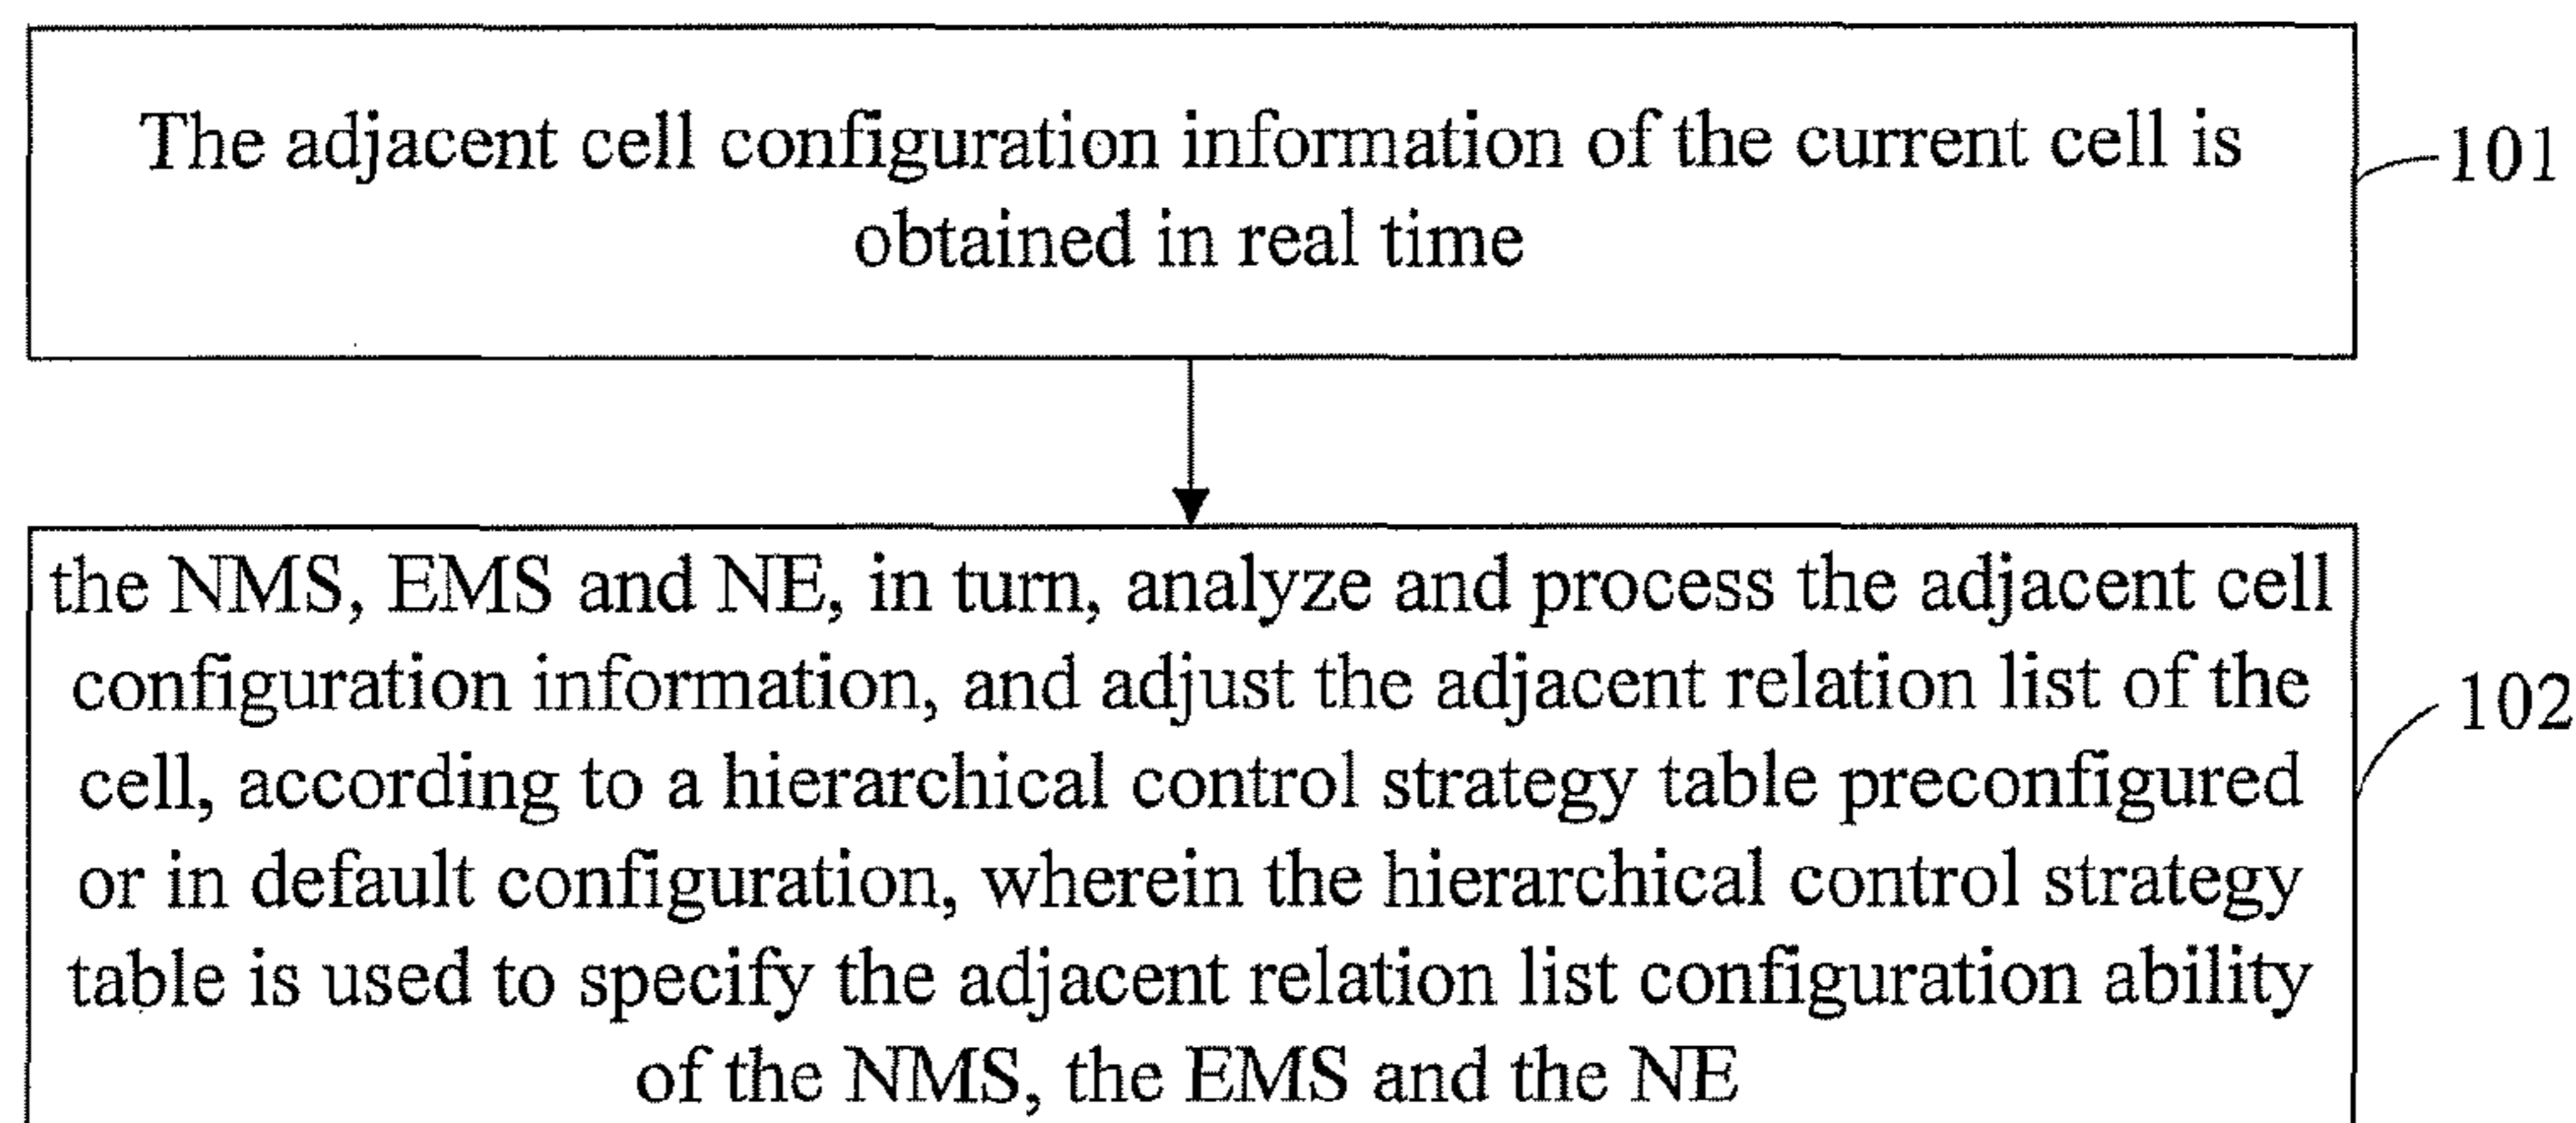 The adjacent cell configuration information of the current cell is
obtained in real time
101
the NMS, EMS and NE, in turn, analyze and process the adjacent cell
configuration information, and adjust the adjacent relation list of the
cell, according to a hierarchical control strategy table preconfigured
or in default configuration, wherein the hierarchical control strategy
table is used to specify the adjacent relation list configuration ability
of the NMS, the EMS and the NE
102